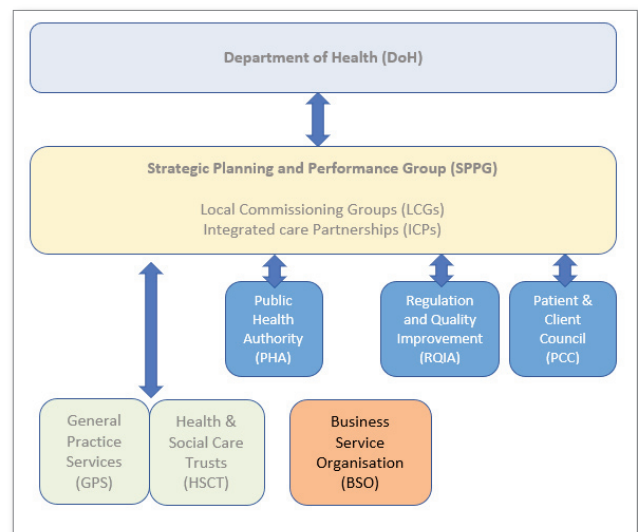 Department of Health (DoH)
Strategic Planning and Performance Group (SPPG)
Local Commissioning Groups (LCGs)
Integrated care Partnerships (ICPs)
Public
Health
Authority
(PHA)
Regulation
and Quality
Improvement
(RQIA)
Patient &
Client
Council
(PCC)
General
Practice
Services
(GPS)
Health &
Social Care
Trusts
(HSCT)
Business
Service
Organisation
(BSO)